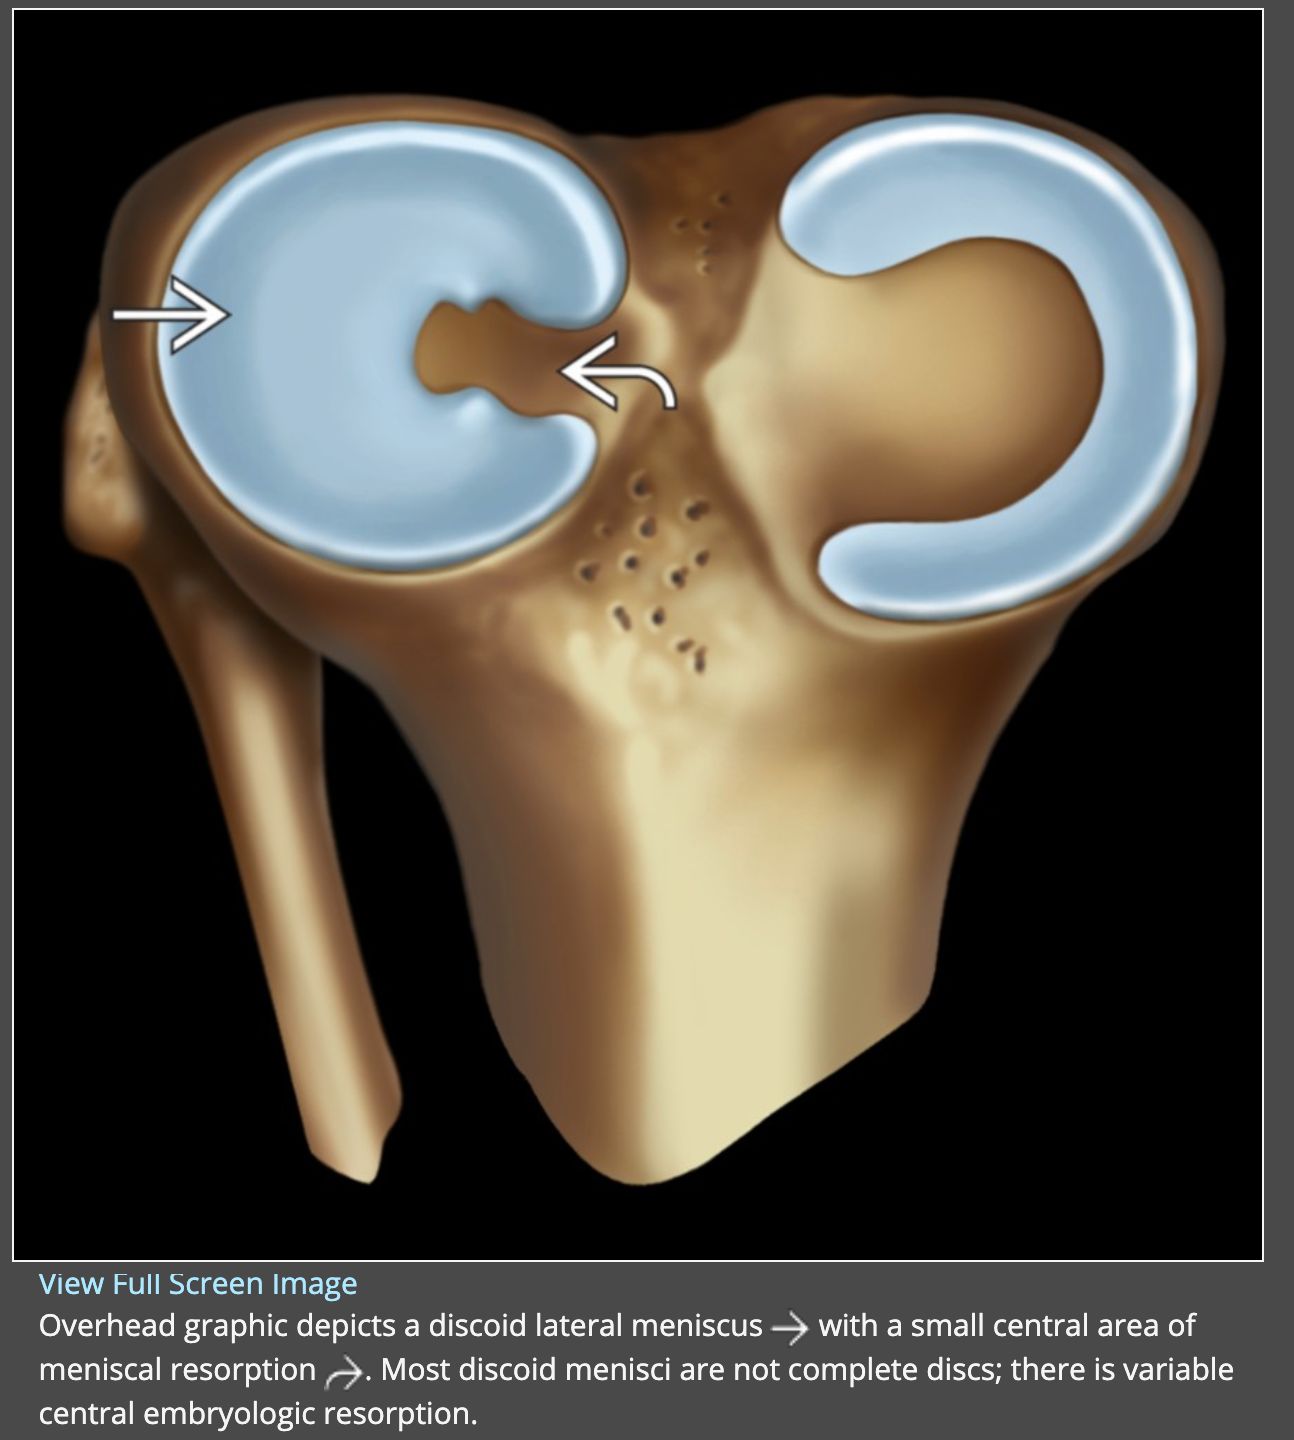 View Full Screen Image
Overhead graphic depicts a discoid lateral meniscus → with a small central area of
meniscal resorption ↷. Most discoid menisci are not complete discs; there is variable
central embryologic resorption.